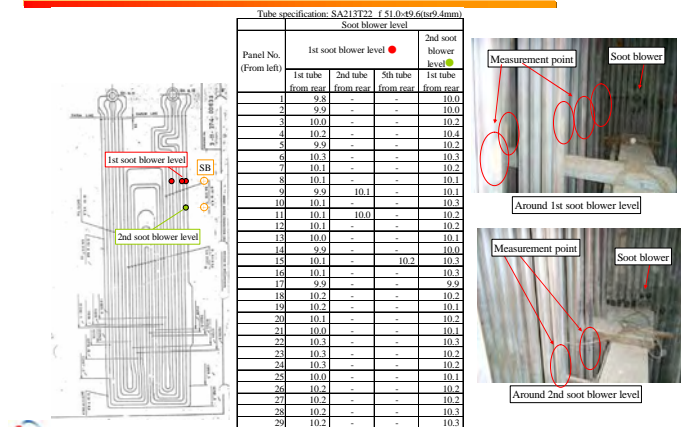 Tube specification: SA213T22 f 51.0×t9.6(tsr9.4mm)
Soot blower level
Panel No.
(From left)
1st soot blower level
2nd soot
blower
level
1st tube
from rear
2nd tube
from rear
5th tube
from rear
1st tube
from rear
1 9.8 - - 10.0
2 9.9 - - 10.0
3 10.0 - - 10.2
4 10.2 - - 10.4
5 9.9 - - 10.2
6 10.3 - - 10.3
7 10.1 - - 10.2
8 10.1 - - 10.1
9 9.9 10.1 - 10.1
10 10.1 - - 10.3
11 10.1 10.0 - 10.2
12 10.1 - - 10.2
13 10.0 - - 10.1
14 9.9 - - 10.0
15 10.1 - 10.2 10.3
16 10.1 - - 10.3
17 9.9 - - 9.9
18 10.2 - - 10.2
19 10.2 - - 10.1
20 10.1 - - 10.2
21 10.0 - - 10.1
22 10.3 - - 10.3
23 10.3 - - 10.2
24 10.3 - - 10.2
25 10.0 - - 10.1
26 10.2 - - 10.2
27 10.2 - - 10.2
28 10.2 - - 10.3
29 10.2 - - 10.3
1st soot blower level
SB
2nd soot blower level
Measurement point
Soot blower
Around 1st soot blower level
Measurement point
Soot blower
Around 2nd soot blower level